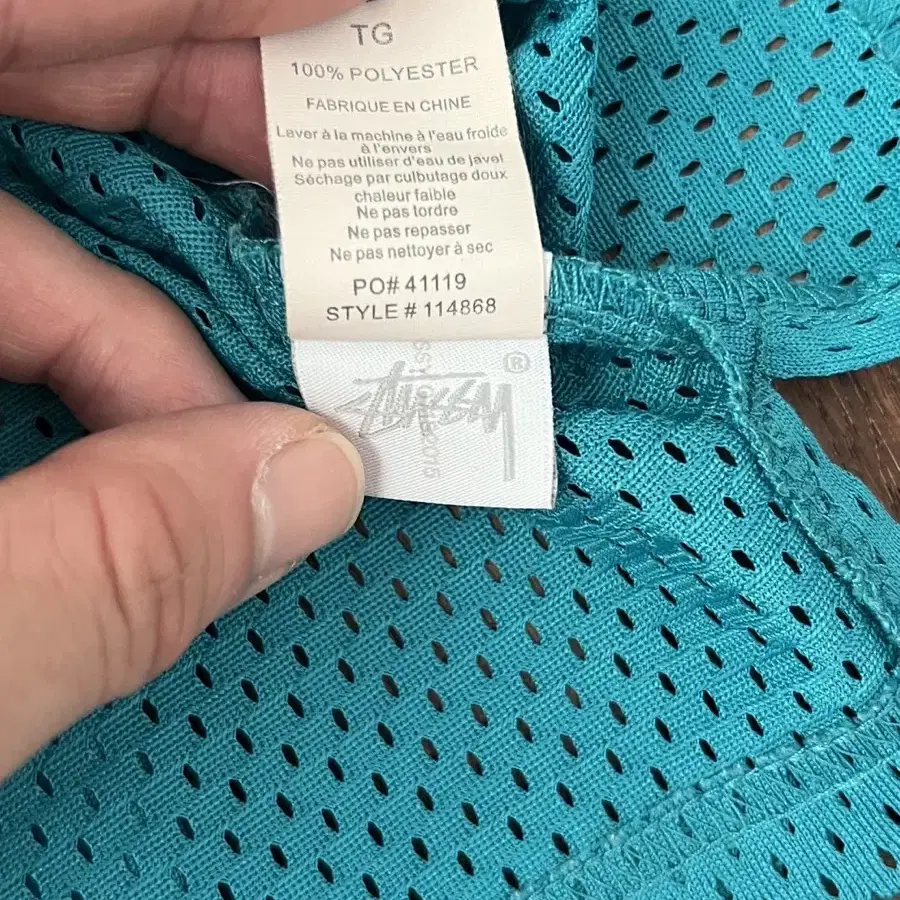 TG
100% POLYESTER
FABRIQUE EN CHINE
Laver à la machine à l'eau froide
à l'envers
Ne pas utiliser d'eau de javel
Séchage par culbutage doux
chaleur faible
Ne pas tordre
Ne pas repasser
Ne pas nettoyer à sec
PO# 41119
STYLE # 114868
STÜSSY®